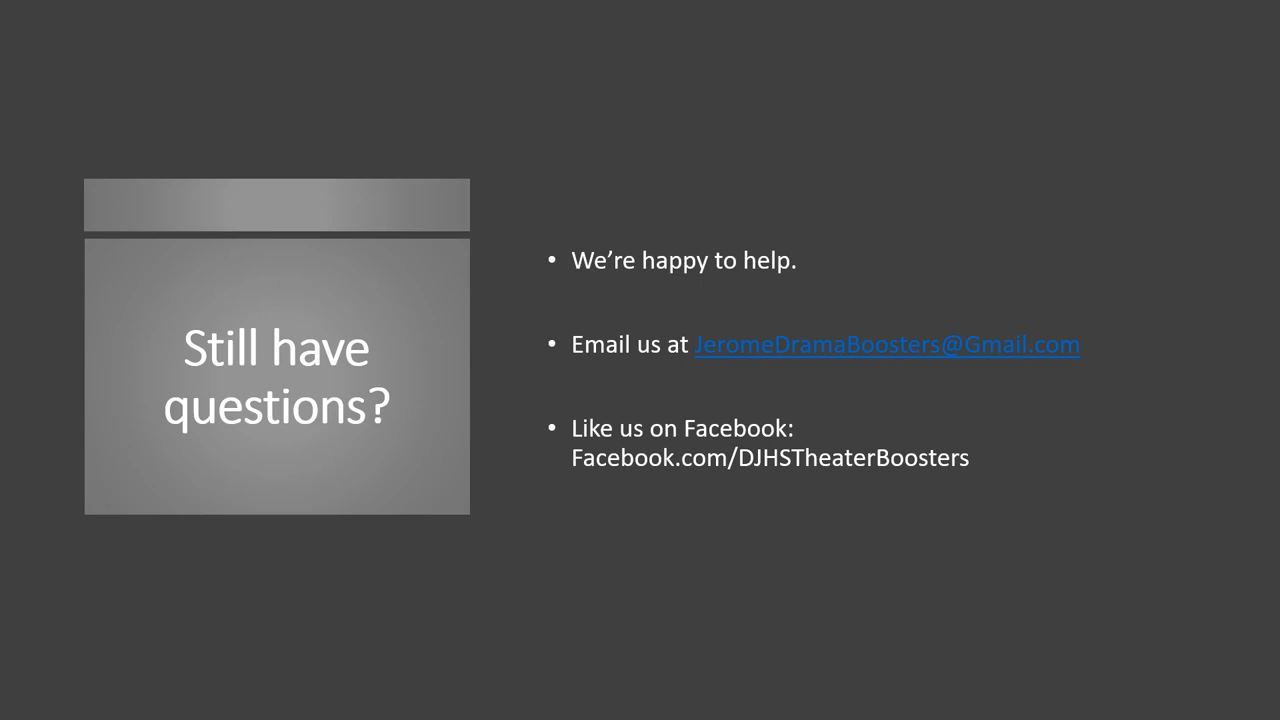 Still have
questions?
• We’re happy to help.
• Email us at JeromeDramaBoosters@Gmail.com
• Like us on Facebook:
Facebook.com/DJHSTheaterBoosters